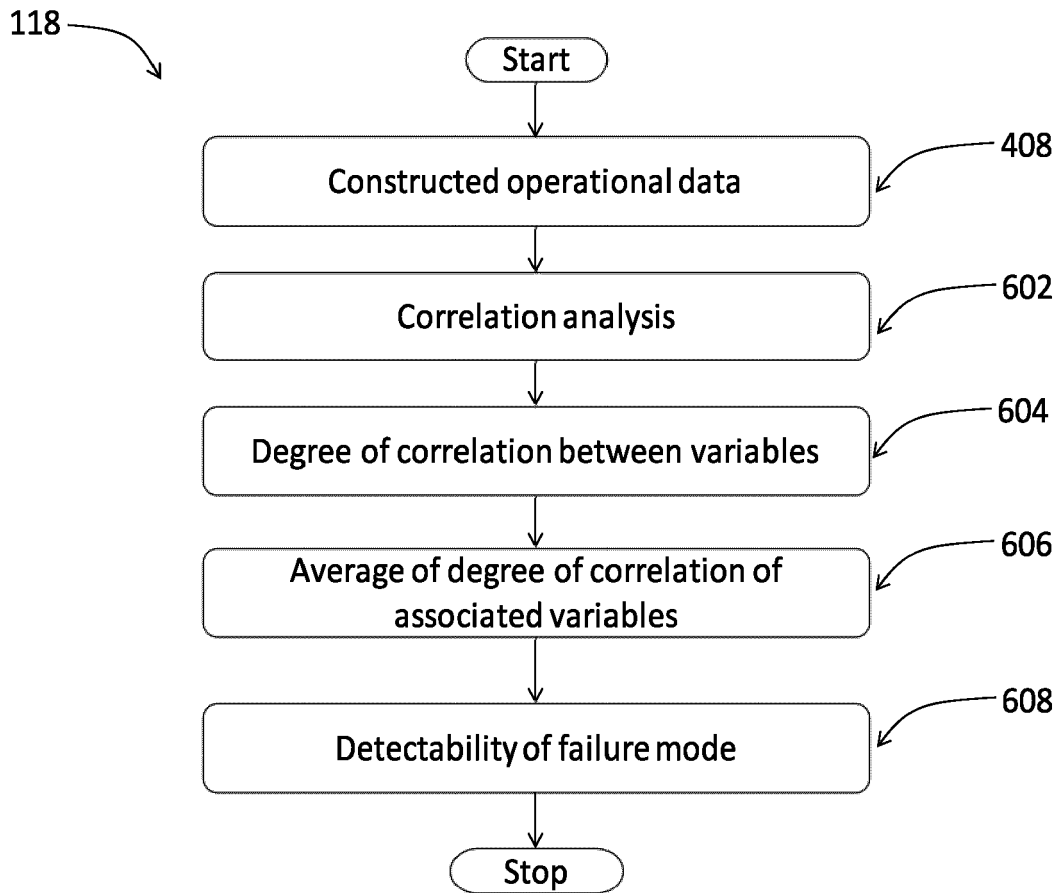 118
Start
Constructed operational data
408
Correlation analysis
602
Degree of correlation between variables
604
Average of degree of correlation of
associated variables
606
Detectability of failure mode
608
Stop